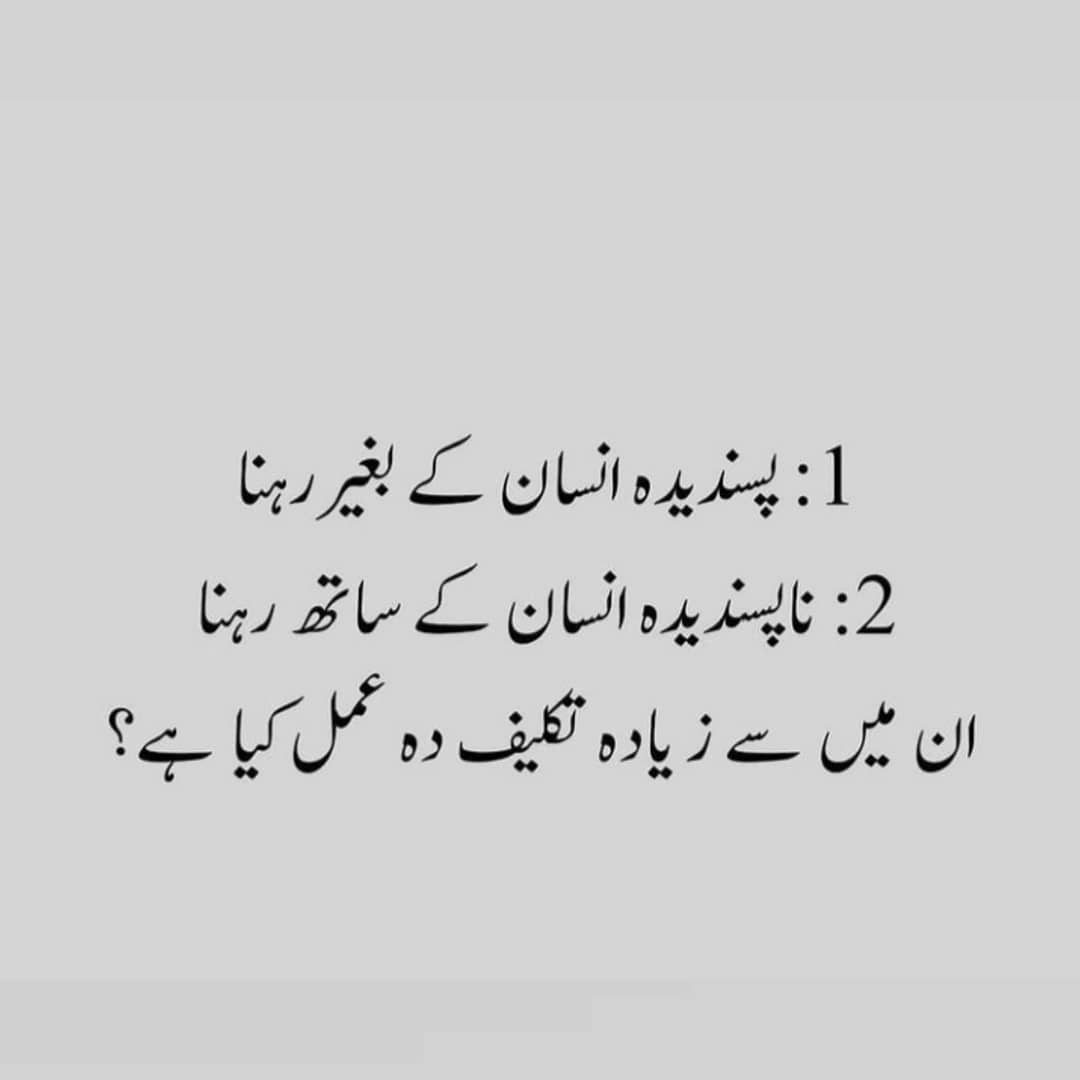 1: پسندیدہ انسان کے بغیر رہنا
2: ناپسندیدہ انسان کے ساتھ رہنا
ان میں سے زیادہ تکلیف دہ عمل کیا ہے؟